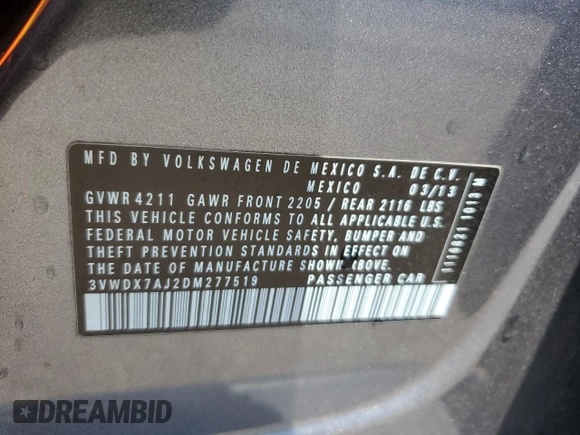 MFD BY VOLKSWAGEN DE MEXICO S.A. DE C.V.
MEXICO 03/13
GVWR 4211 GAWR FRONT 2205 / REAR 2116 LBS
THIS VEHICLE CONFORMS TO ALL APPLICABLE U.S.
FEDERAL MOTOR VEHICLE SAFETY, BUMPER AND
THEFT PREVENTION STANDARDS IN EFFECT ON
THE DATE OF MANUFACTURE SHOWN ABOVE.
3VWDX7AJ2DM277519 PASSENGER CAR
DREAMBID